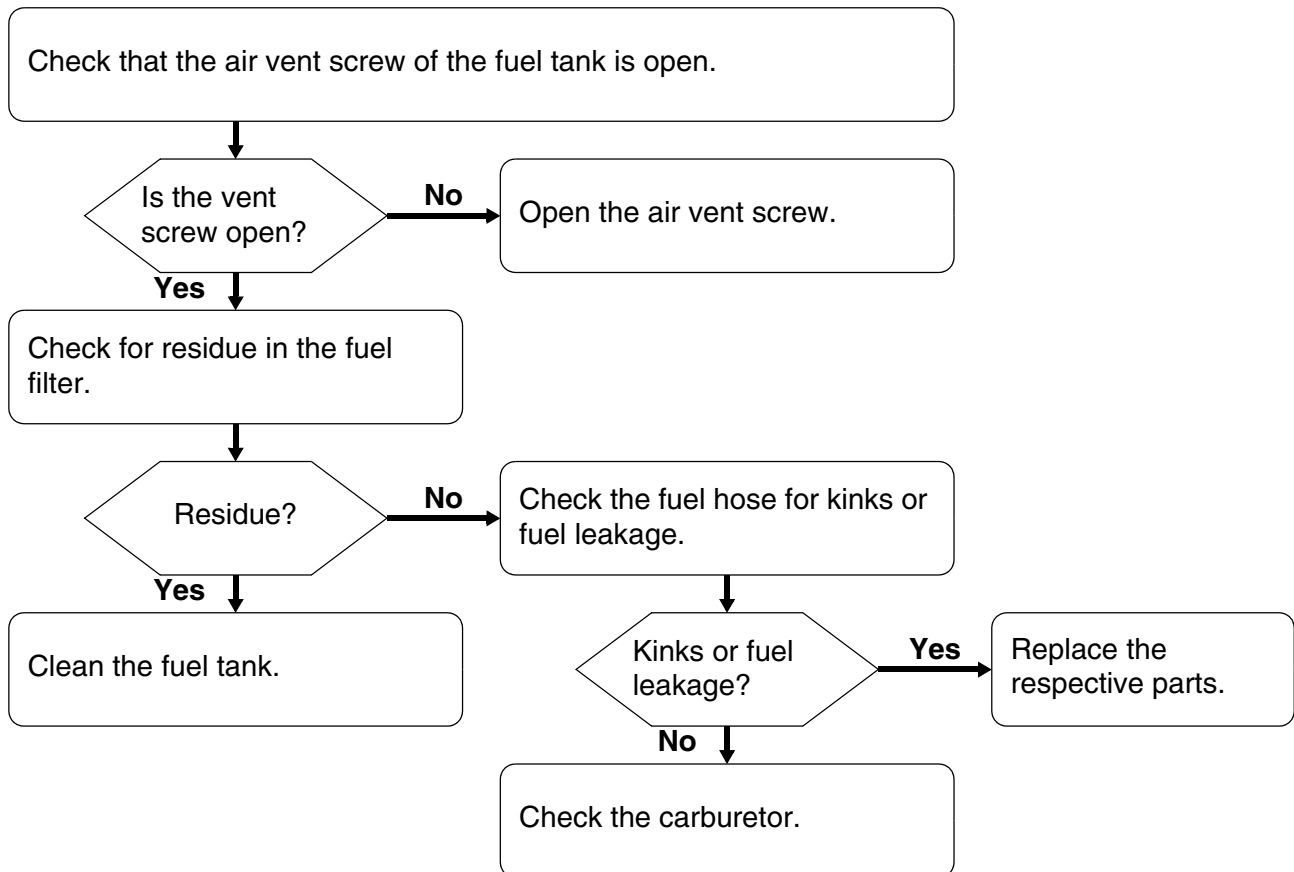 Check that the air vent screw of the fuel tank is open.
Is the vent
screw open?
No
Open the air vent screw.
Yes
Check for residue in the fuel
filter.
Residue?
No
Check the fuel hose for kinks or
fuel leakage.
Yes
Clean the fuel tank.
Kinks or fuel
leakage?
Yes
Replace the
respective parts.
No
Check the carburetor.